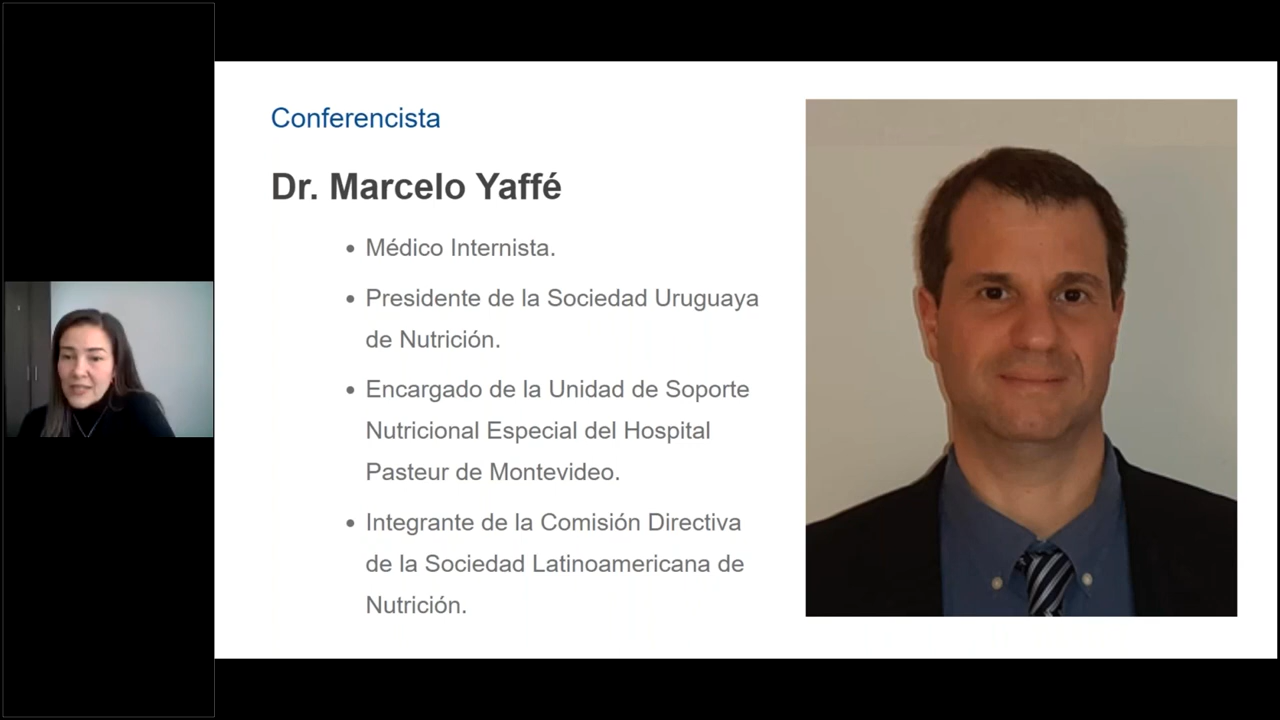 Conferencista
Dr. Marcelo Yaffé
• Médico Internista.
• Presidente de la Sociedad Uruguaya
de Nutrición.
• Encargado de la Unidad de Soporte
Nutricional Especial del Hospital
Pasteur de Montevideo.
• Integrante de la Comisión Directiva
de la Sociedad Latinoamericana de
Nutrición.